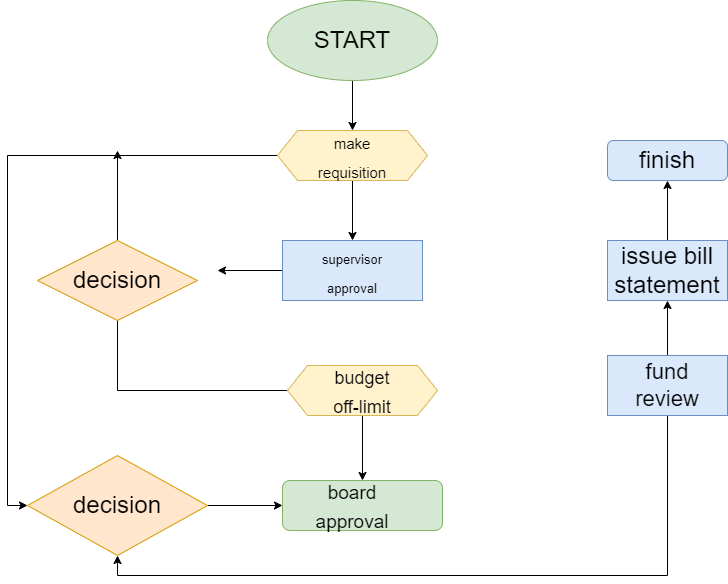 START
make
requisition
finish
supervisor
approval
decision
issue bill
statement
budget
off-limit
fund
review
decision
board
approval